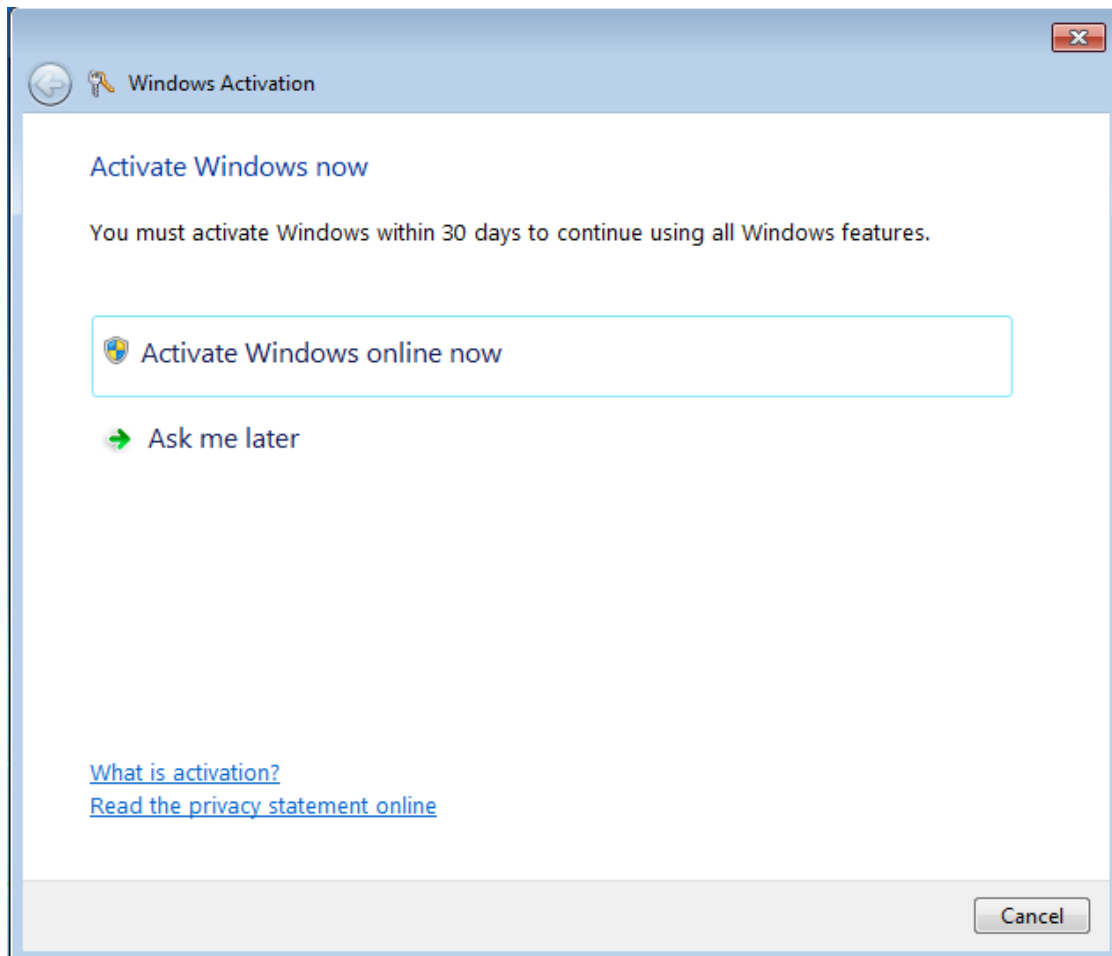 Windows Activation
Activate Windows now
You must activate Windows within 30 days to continue using all Windows features.
Activate Windows online now
Ask me later
What is activation?
Read the privacy statement online
Cancel